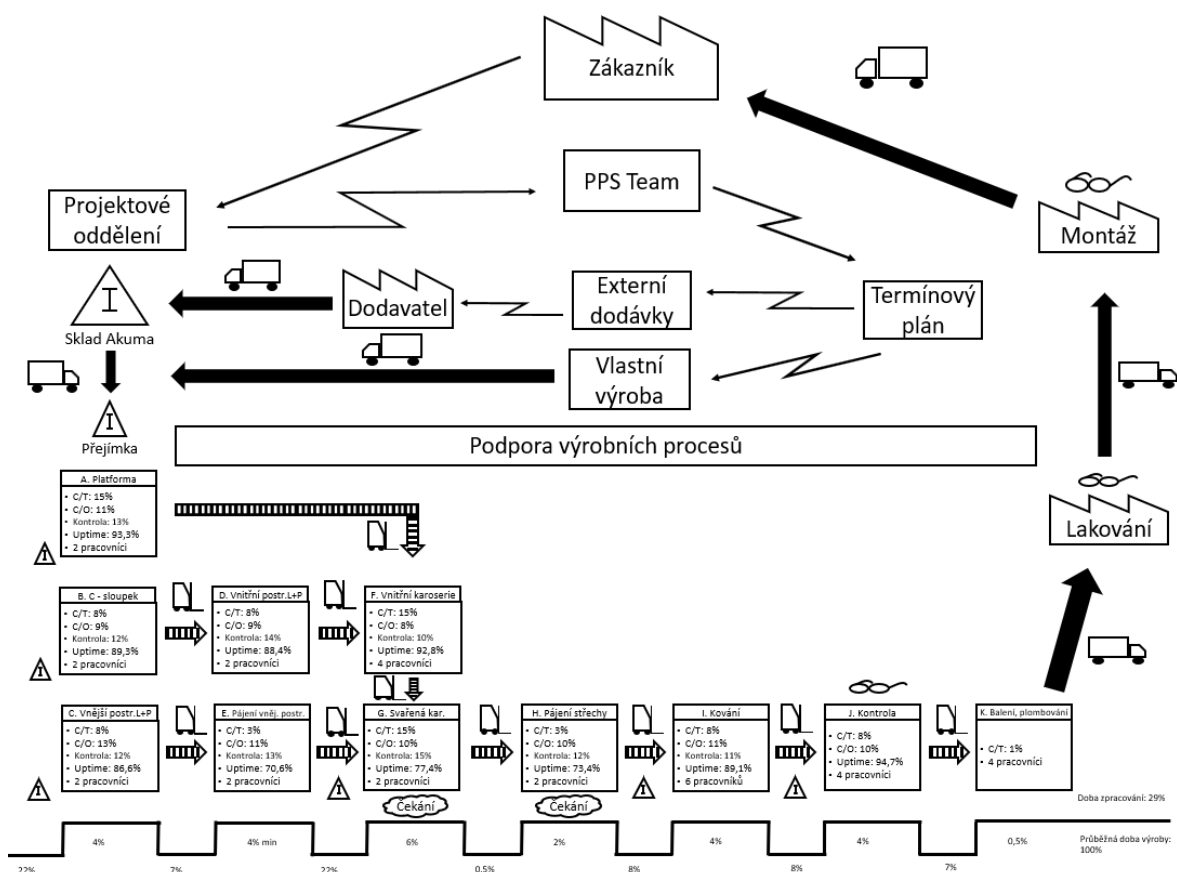 Zákazník
PPS Team
Projektové
oddělení
Montáž
I
Sklad Akuma
Dodavatel
Externí
dodávky
Termínový
plán
Vlastní
výroba
I
Přejímka
Podpora výrobních procesů
Lakování
A. Platforma
• C/T: 15%
• C/O: 11%
• Kontrola: 13%
• Uptime: 93,3%
• 2 pracovníci
I
B. C - sloupek
• C/T: 8%
• C/O: 9%
• Kontrola: 12%
• Uptime: 89,3%
• 2 pracovníci
I
D. Vnitřní postr.L+P
• C/T: 8%
• C/O: 9%
• Kontrola: 14%
• Uptime: 88,4%
• 2 pracovníci
F. Vnitřní karoserie
• C/T: 15%
• C/O: 8%
• Kontrola: 10%
• Uptime: 92,8%
• 4 pracovníci
C. Vnější postr.L+P
• C/T: 8%
• C/O: 13%
• Kontrola: 12%
• Uptime: 86,6%
• 2 pracovníci
I
E. Pájení vněj. postr.
• C/T: 3%
• C/O: 11%
• Kontrola: 13%
• Uptime: 70,6%
• 2 pracovníci
I
G. Svařená kar.
• C/T: 15%
• C/O: 10%
• Kontrola: 15%
• Uptime: 77,4%
• 2 pracovníci
Čekání
H. Pájení střechy
• C/T: 3%
• C/O: 10%
• Kontrola: 12%
• Uptime: 73,4%
• 2 pracovníci
Čekání
I
I. Kování
• C/T: 8%
• C/O: 11%
• Kontrola: 11%
• Uptime: 89,1%
• 6 pracovníků
I
J. Kontrola
• C/T: 8%
• C/O: 10%
• Uptime: 94,7%
• 4 pracovníci
K. Balení, plombování
• C/T: 1%
• 4 pracovníci
Doba zpracování: 29%
4% 4% min 6% 2% 4% 4% 0,5%
Průběžná doba výroby:
100%
22% 7% 22% 0,5% 8% 8% 7%